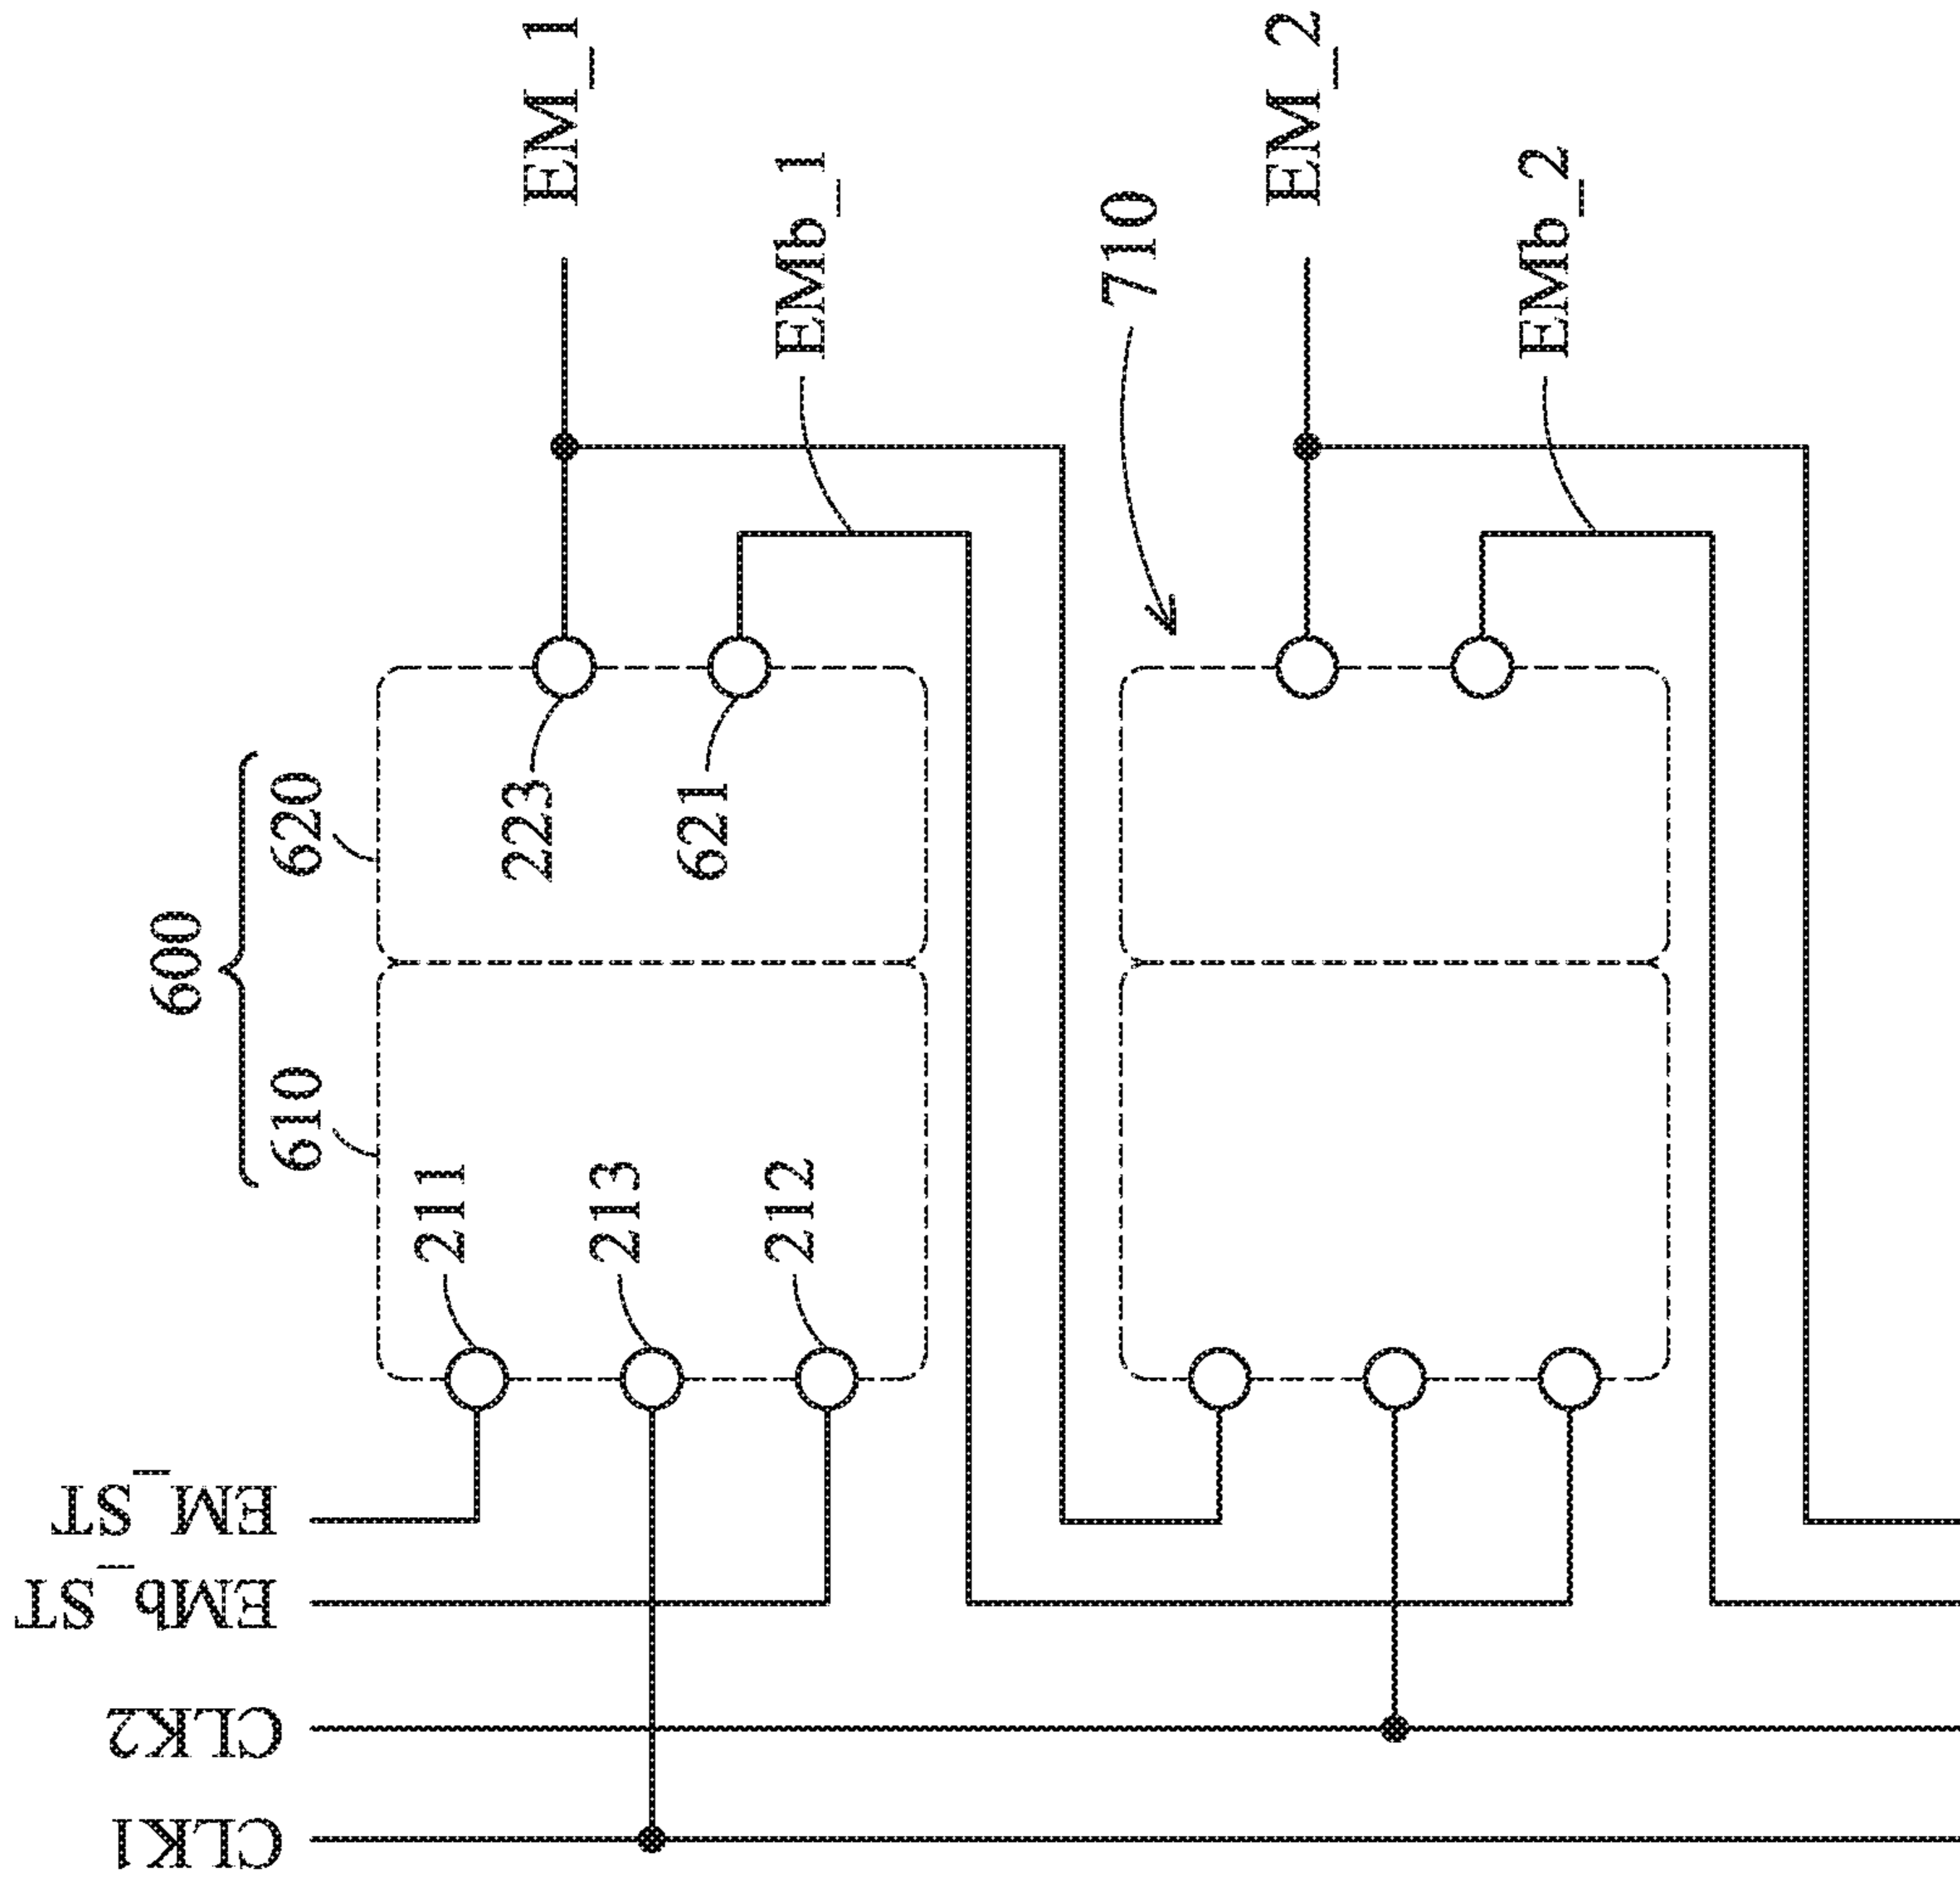 600
610
620
211
213
212
223
621
EM_ST
EMb_ST
CLK2
CLK1
EM_1
EMb_1
710
EM_2
EMb_2